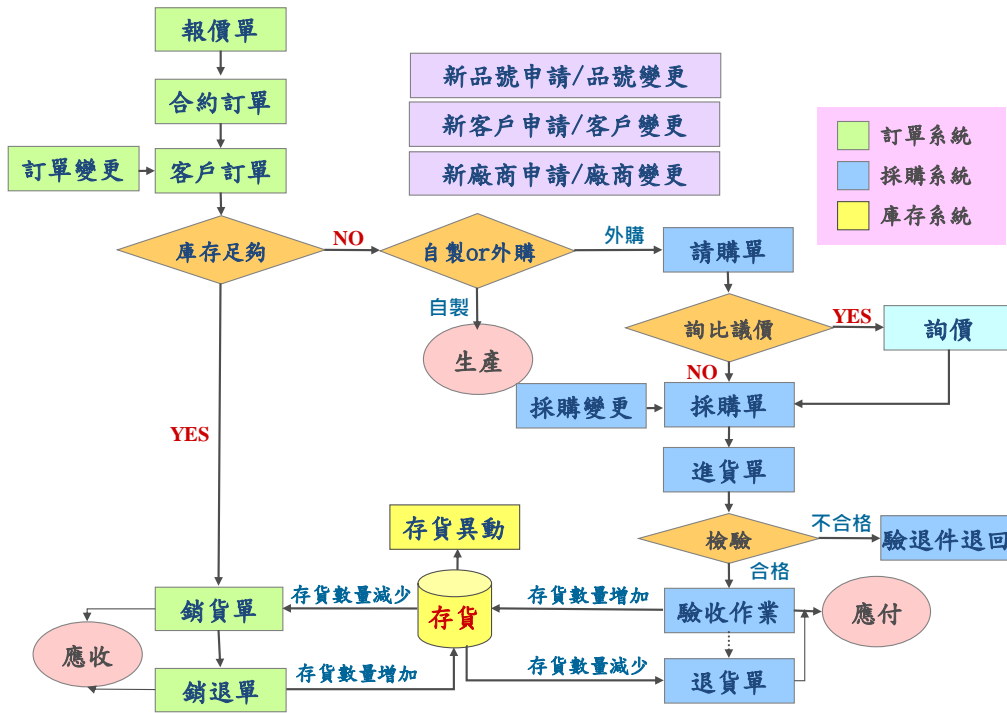 報價單
合約訂單
訂單變更
客戶訂單
新品號申請/品號變更
新客戶申請/客戶變更
新廠商申請/廠商變更
訂單系統
採購系統
庫存系統
庫存足夠
NO
自製or外購
外購
請購單
自製
生產
詢比議價
YES
詢價
NO
採購變更
採購單
YES
進貨單
存貨異動
檢驗
不合格
驗退件退回
合格
銷貨單
存貨數量減少
存貨
存貨數量增加
驗收作業
應付
應收
銷退單
存貨數量增加
存貨數量減少
退貨單